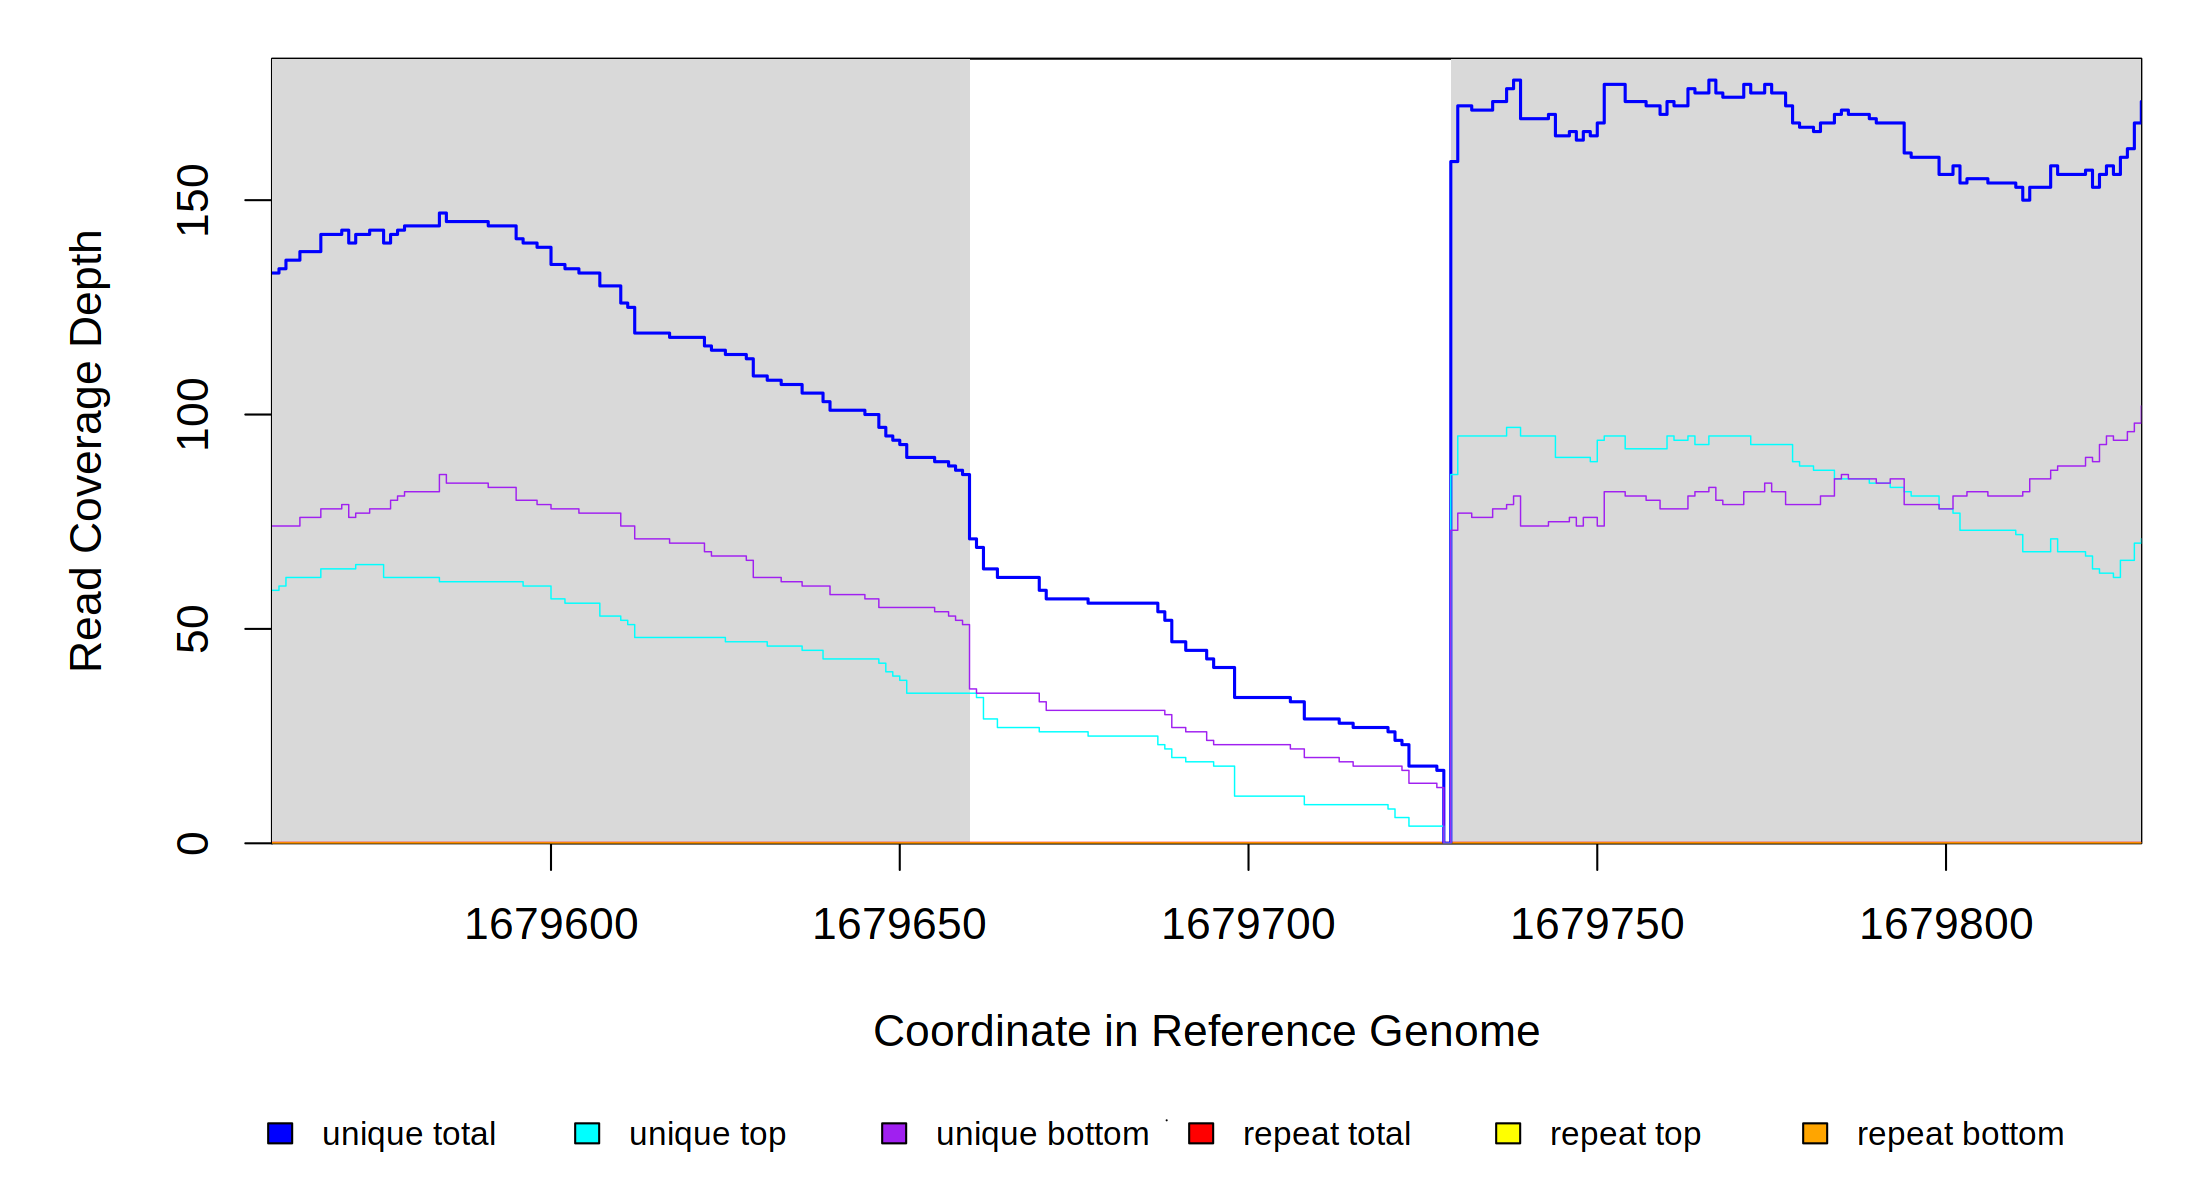 Read Coverage Depth
150
100
50
0
1679600 1679650 1679700 1679750 1679800
Coordinate in Reference Genome
unique total unique top unique bottom repeat total repeat top repeat bottom